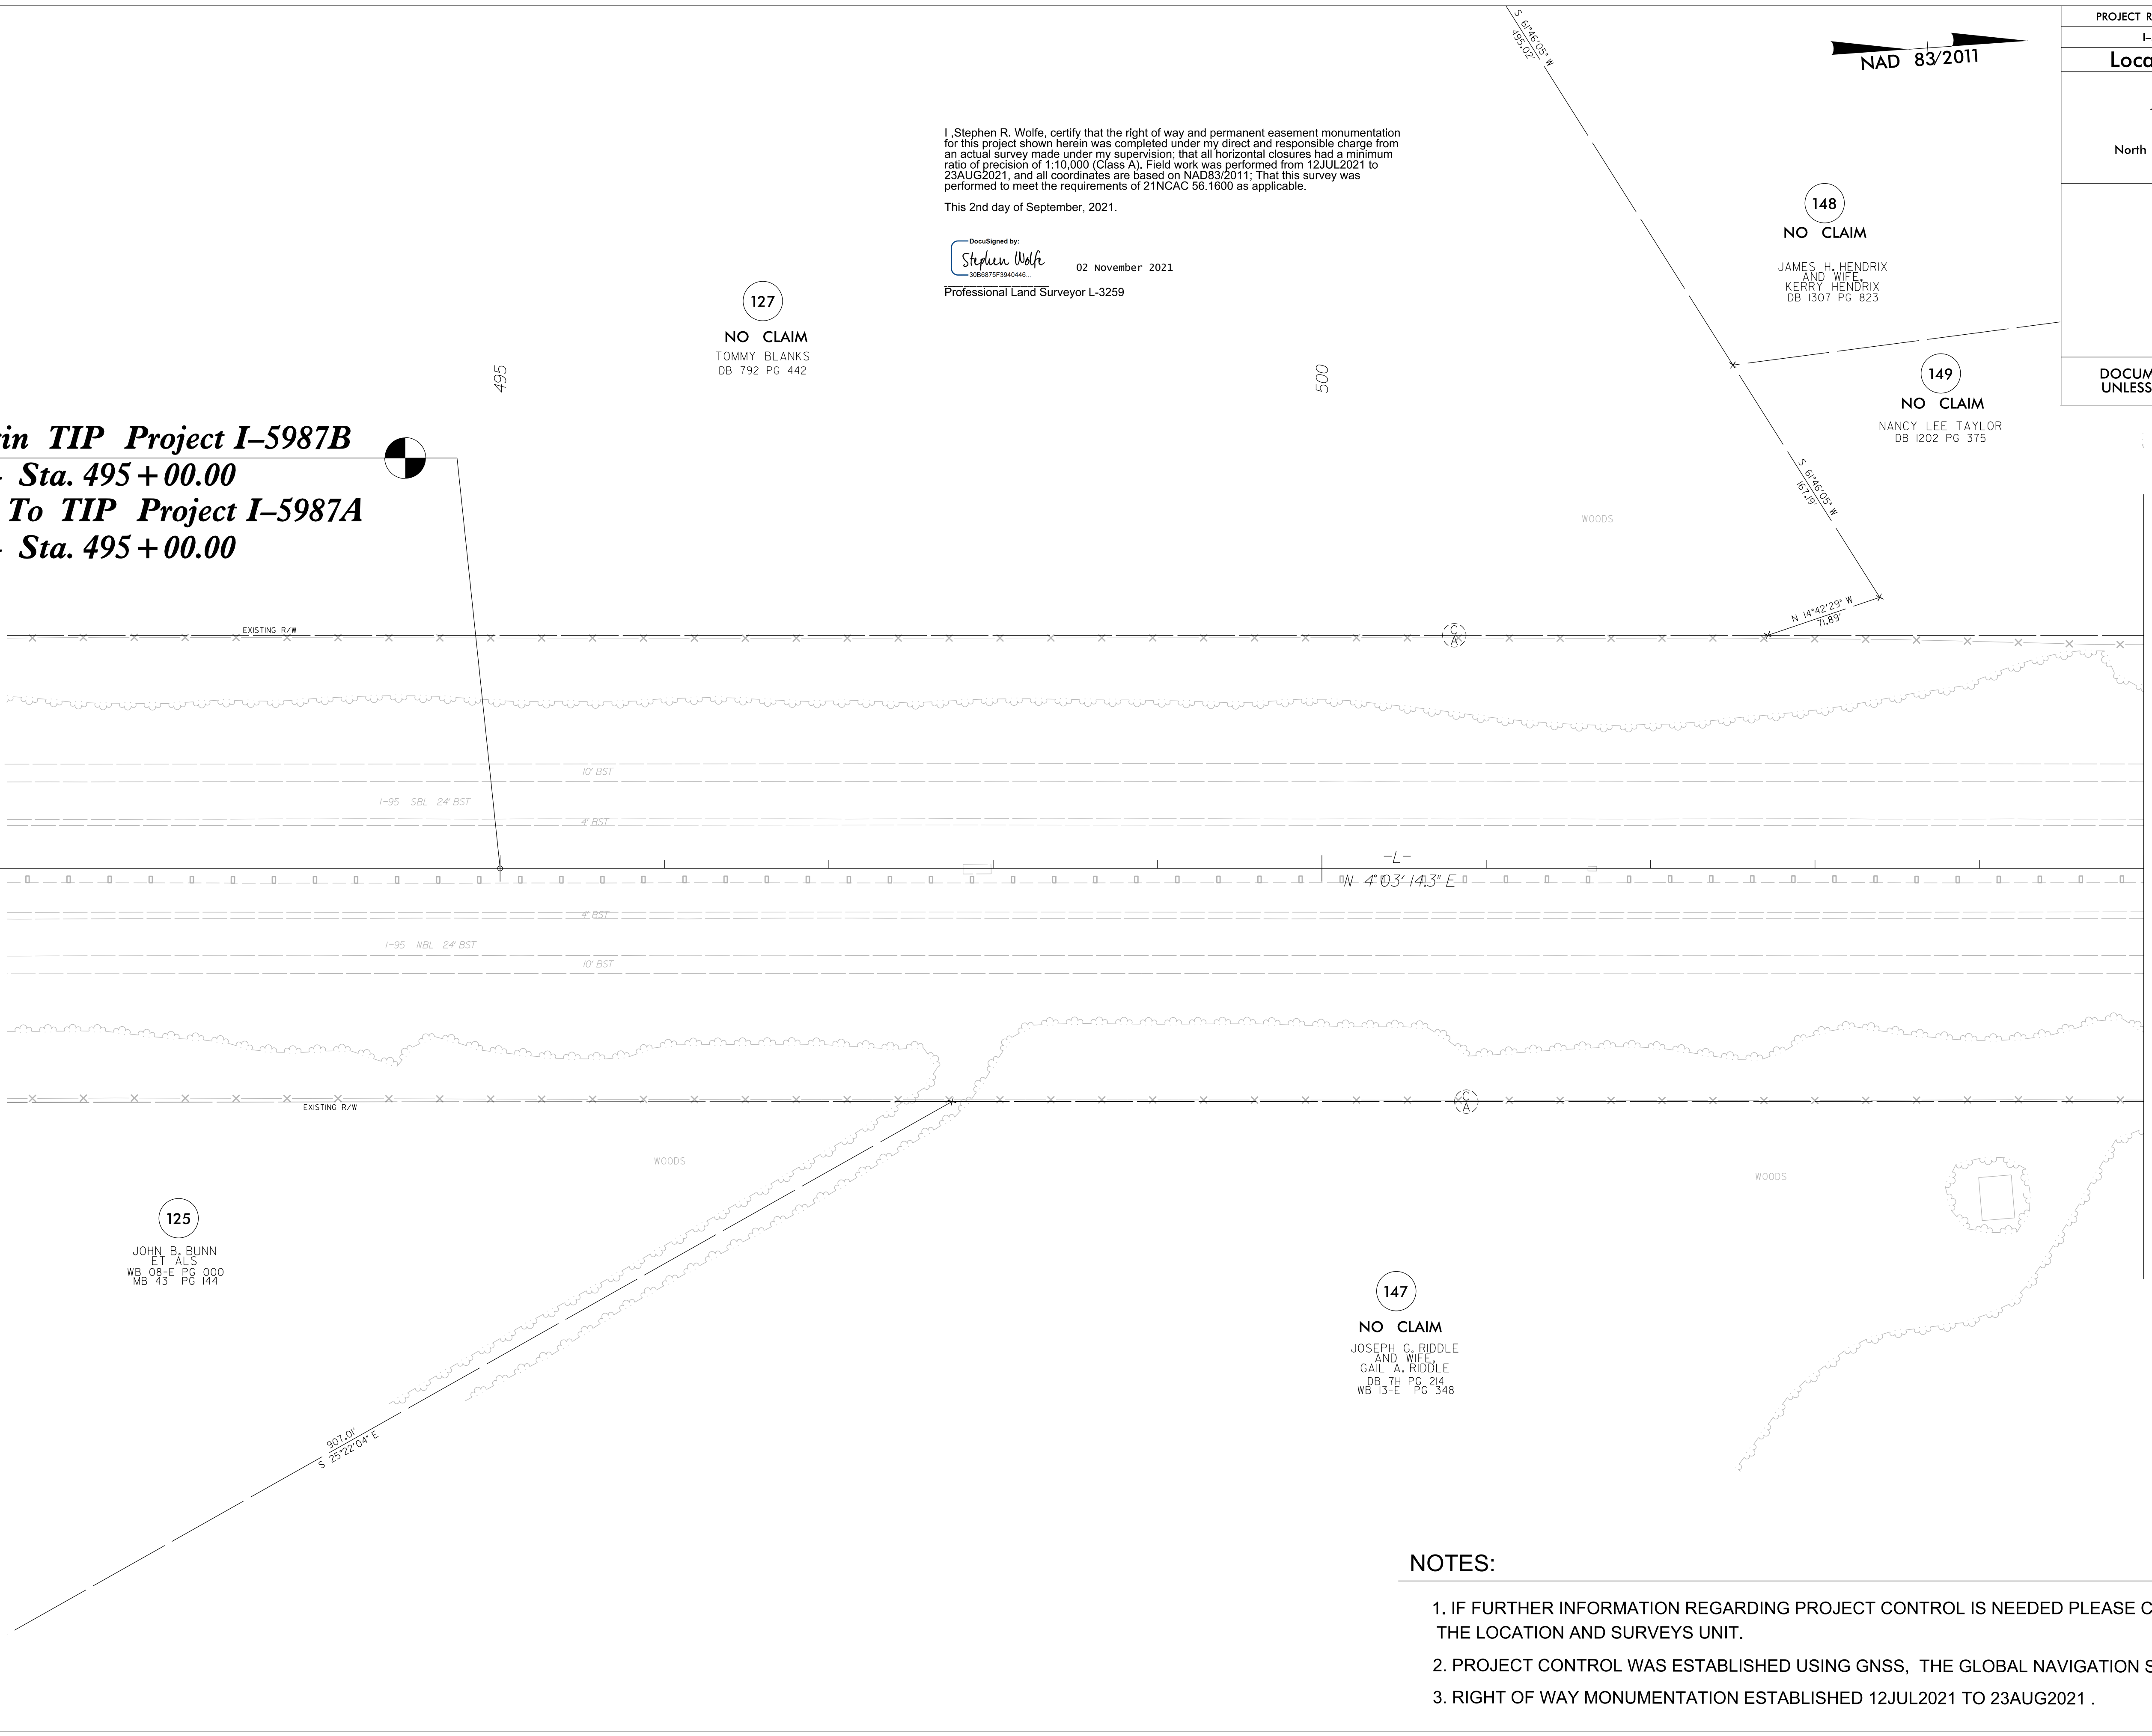 S 61°46'05" W
495.02'
NAD 83/2011
PROJECT R
I-
Loca
North
DOCUM
UNLESS
I ,Stephen R. Wolfe, certify that the right of way and permanent easement monumentation
for this project shown herein was completed under my direct and responsible charge from
an actual survey made under my supervision; that all horizontal closures had a minimum
ratio of precision of 1:10,000 (Class A). Field work was performed from 12JUL2021 to
23AUG2021, and all coordinates are based on NAD83/2011; That this survey was
performed to meet the requirements of 21NCAC 56.1600 as applicable.
This 2nd day of September, 2021.
DocuSigned by:
Stephen Wolfe
30B6875F3940446...
02 November 2021
Professional Land Surveyor L-3259
148
NO CLAIM
JAMES H. HENDRIX
AND WIFE,
KERRY HENDRIX
DB 1307 PG 823
127
NO CLAIM
TOMMY BLANKS
DB 792 PG 442
149
NO CLAIM
NANCY LEE TAYLOR
DB 1202 PG 375
495
500
in TIP Project I-5987B
- Sta. 495+00.00
To TIP Project I-5987A
- Sta. 495+00.00
S 61°46'05" W
167.19'
WOODS
N 14°42'29" W
71.89'
EXISTING R/W
C
A
10' BST
I-95 SBL 24' BST
4' BST
-L-
N 4°03'14.3" E
4' BST
I-95 NBL 24' BST
10' BST
EXISTING R/W
C
A
WOODS
WOODS
125
JOHN B. BUNN
ET ALS
WB 08-E PG 000
MB 43 PG 144
147
NO CLAIM
JOSEPH G. RIDDLE
AND WIFE,
GAIL A. RIDDLE
DB 7H PG 214
WB 13-E PG 348
907.01'
S 25°22'04" E
NOTES:
1. IF FURTHER INFORMATION REGARDING PROJECT CONTROL IS NEEDED PLEASE C
THE LOCATION AND SURVEYS UNIT.
2. PROJECT CONTROL WAS ESTABLISHED USING GNSS, THE GLOBAL NAVIGATION S
3. RIGHT OF WAY MONUMENTATION ESTABLISHED 12JUL2021 TO 23AUG2021 .